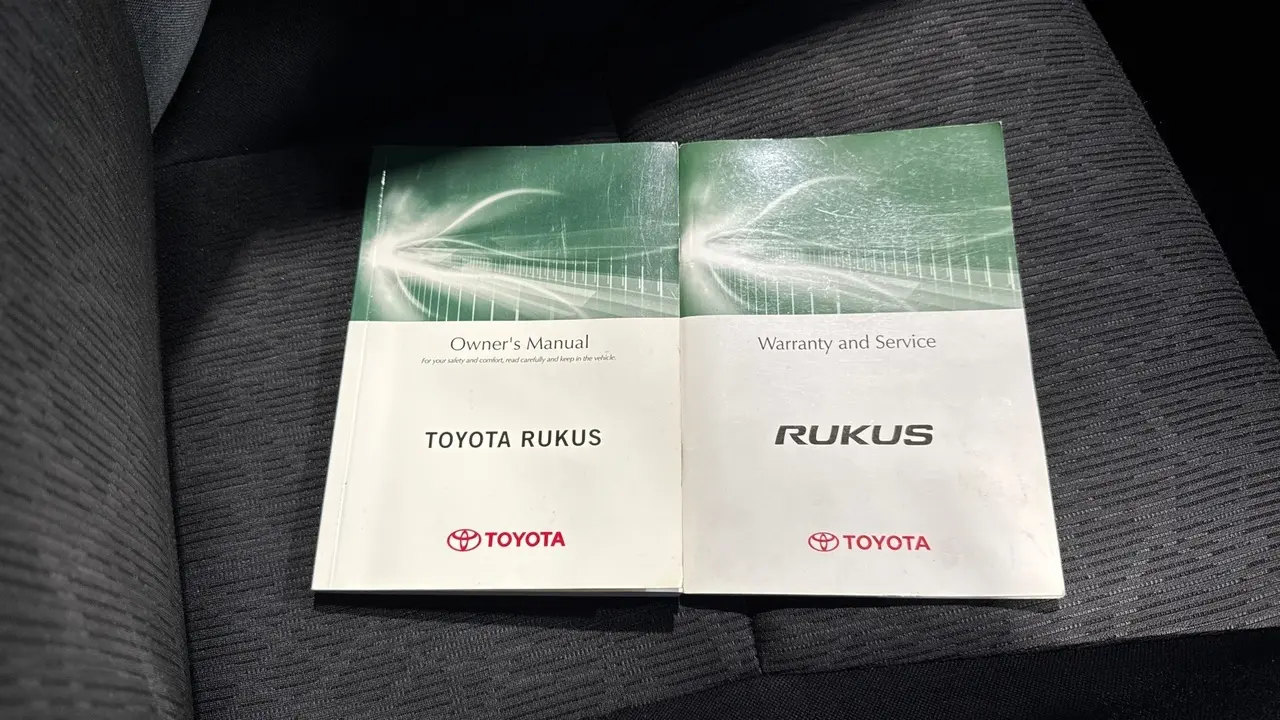 Owner's Manual
For your safety and comfort, read carefully and keep in the vehicle.
TOYOTA RUKUS
TOYOTA
Warranty and Service
RUKUS
TOYOTA